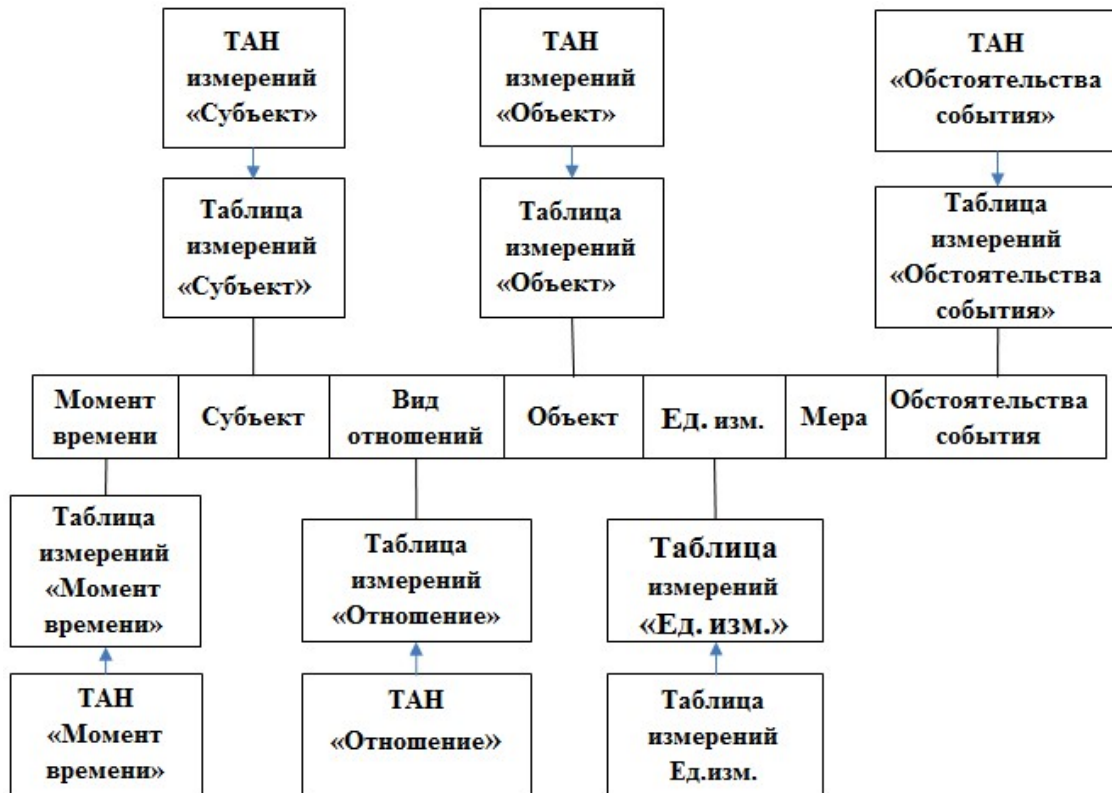 ТАН
измерений
«Субъект»
ТАН
измерений
«Объект»
ТАН
«Обстоятельства
события»
Таблица
измерений
«Субъект»
Таблица
измерений
«Объект»
Таблица
измерений
«Обстоятельства
события»
Момент
времени
Субъект
Вид
отношений
Объект
Ед. изм.
Мера
Обстоятельства
события
Таблица
измерений
«Момент
времени»
Таблица
измерений
«Отношение»
Таблица
измерений
«Ед. изм.»
ТАН
«Момент
времени»
ТАН
«Отношение»
Таблица
измерений
Ед.изм.